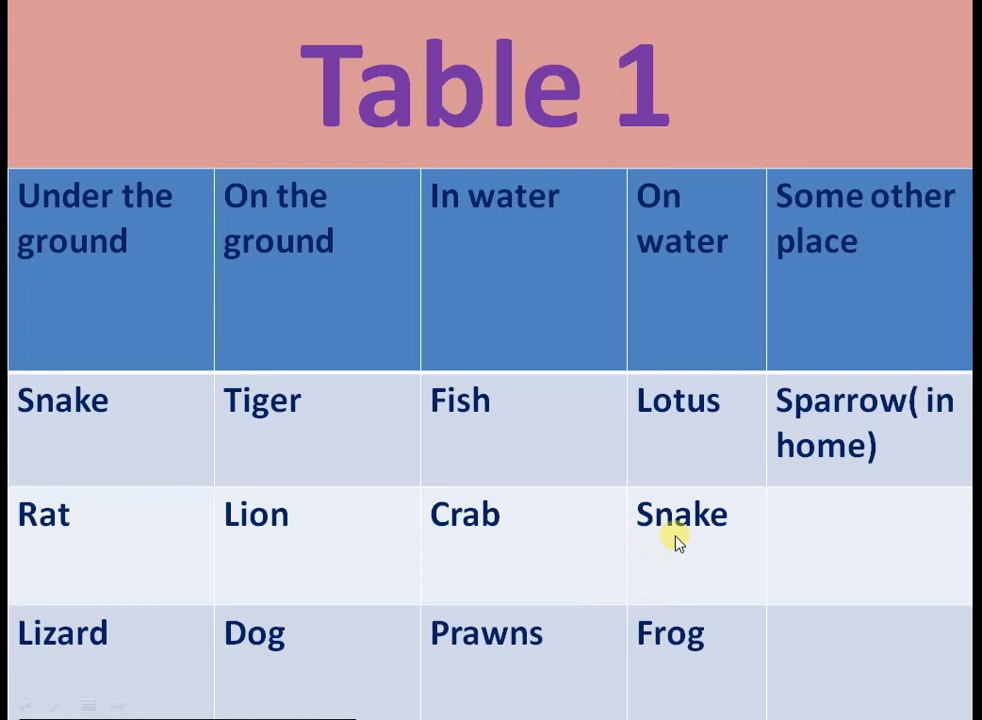 Table 1
Under the
ground
On the
ground
In water
On
water
Some other
place
Snake
Tiger
Fish
Lotus
Sparrow( in
home)
Rat
Lion
Crab
Snake
Lizard
Dog
Prawns
Frog